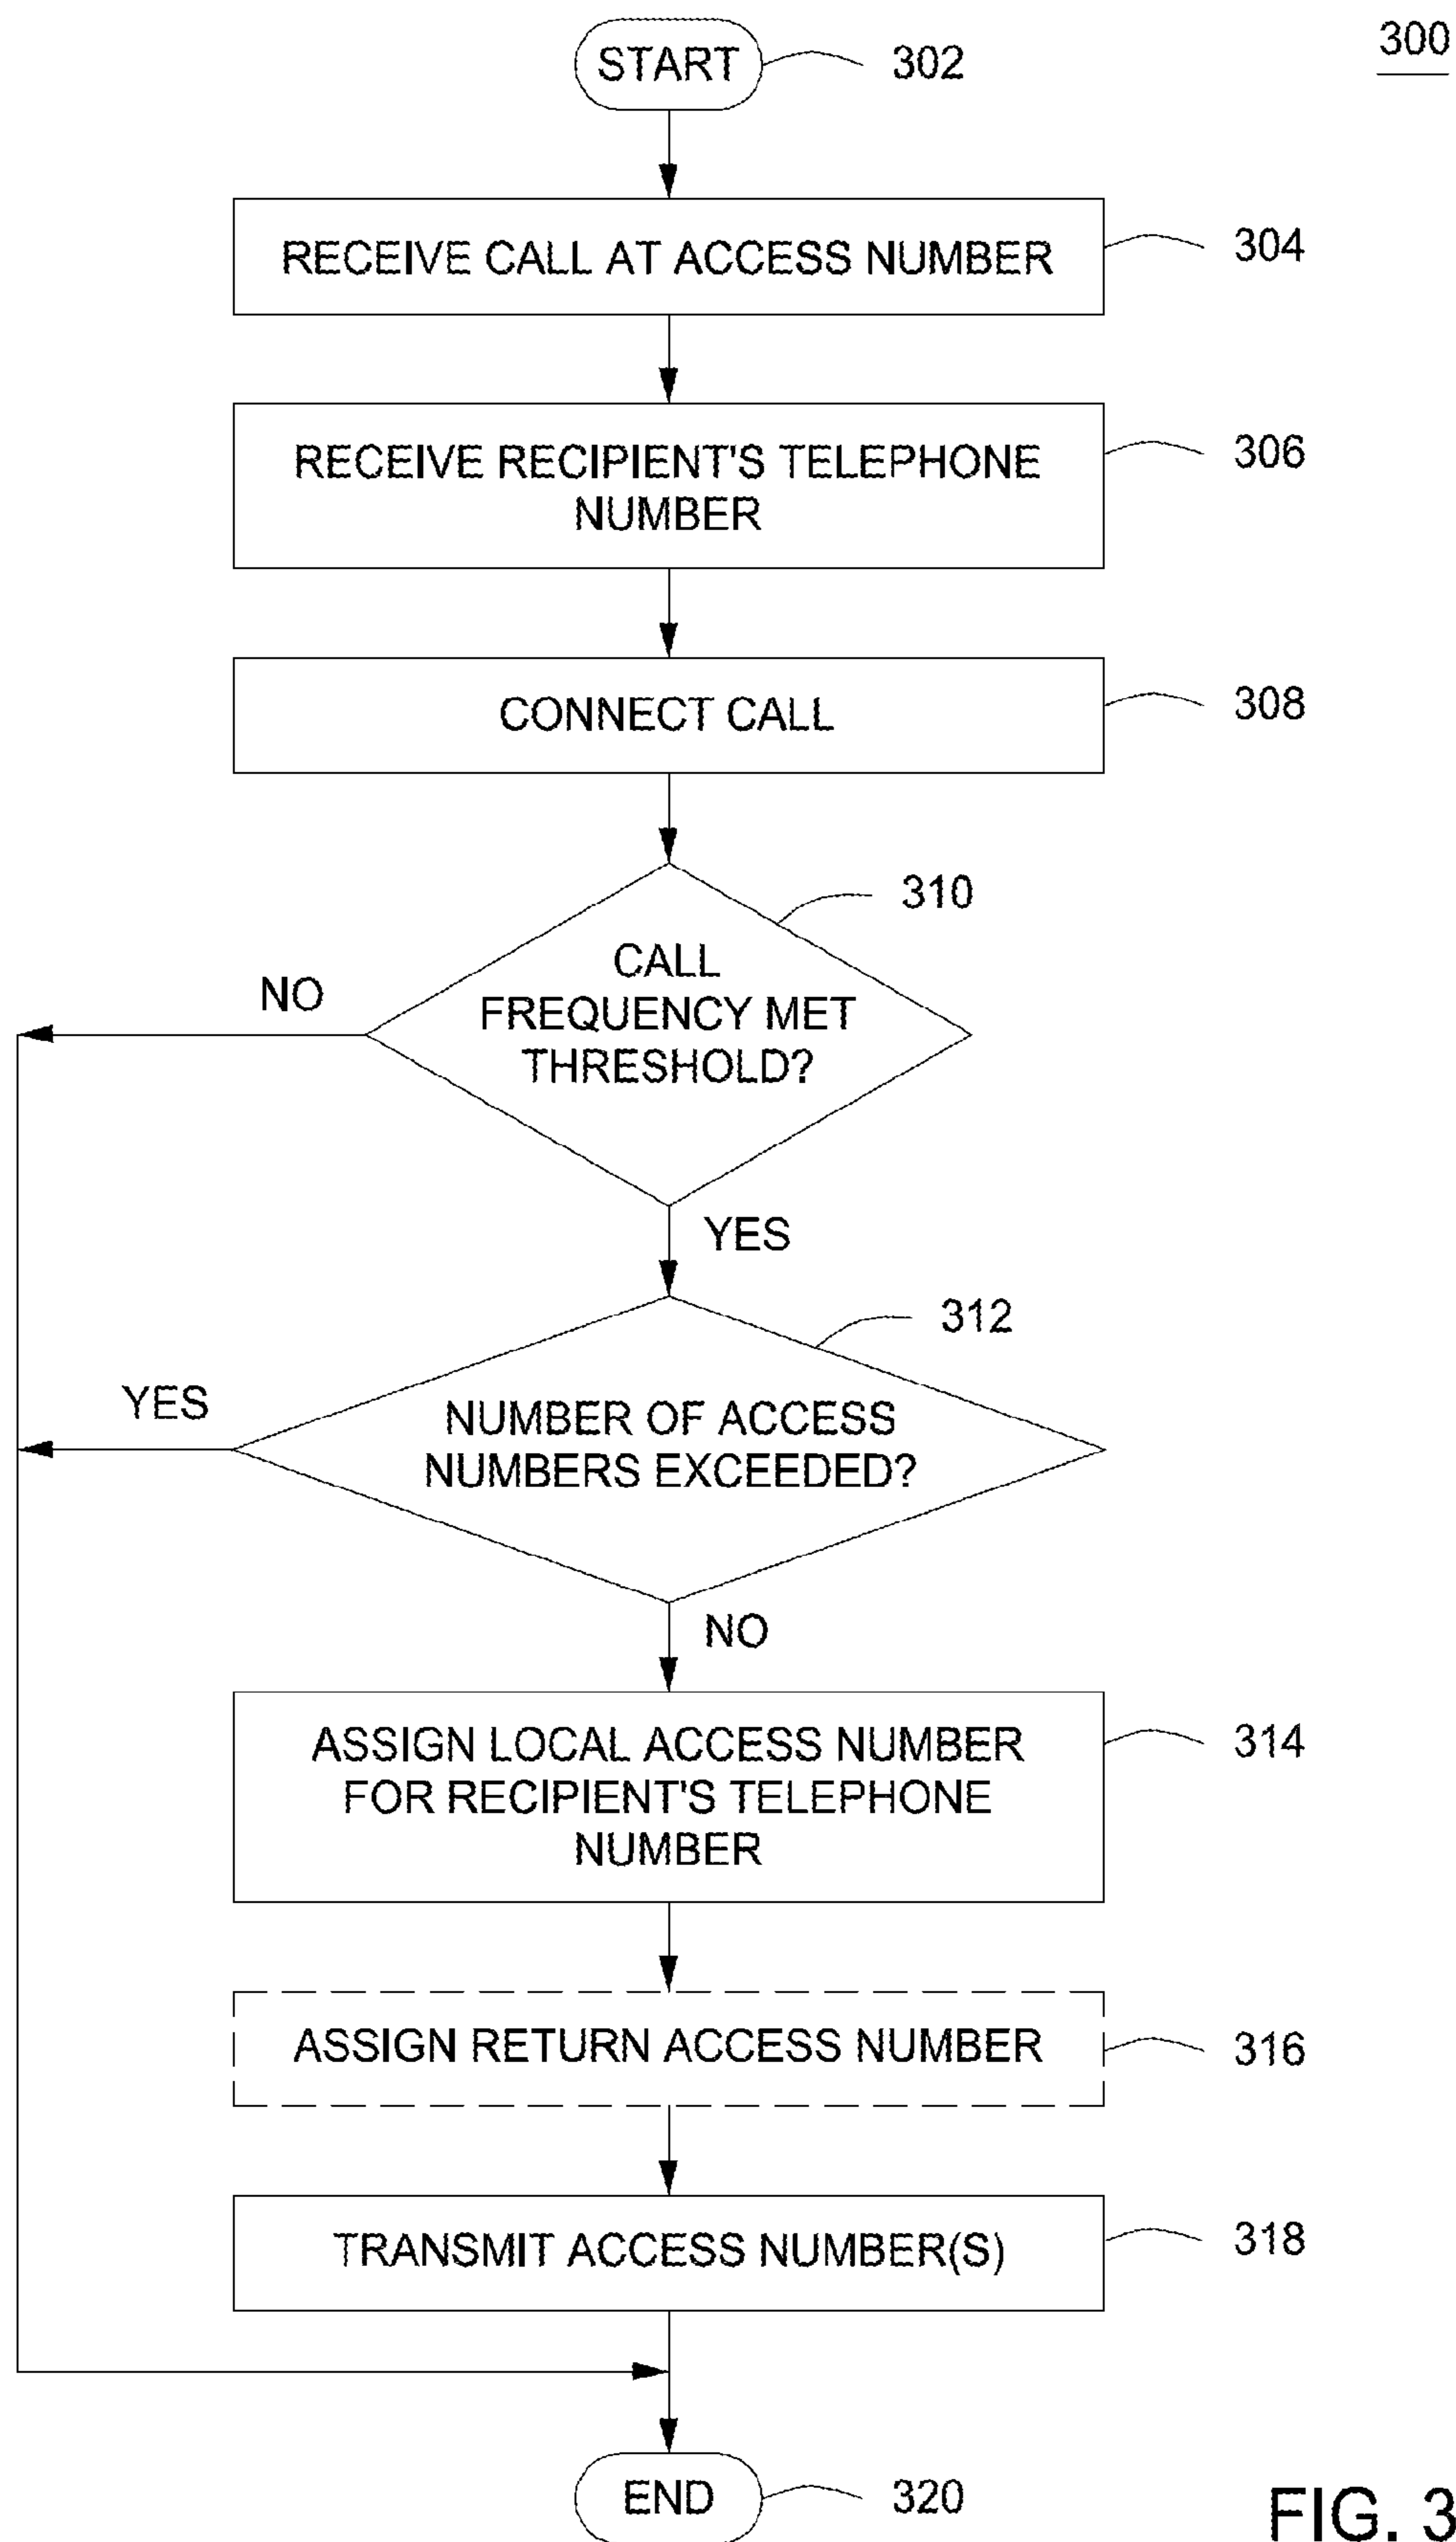 300
START
302
RECEIVE CALL AT ACCESS NUMBER
304
RECEIVE RECIPIENT'S TELEPHONE
NUMBER
306
CONNECT CALL
308
310
CALL
FREQUENCY MET
THRESHOLD?
NO
YES
312
NUMBER OF ACCESS
NUMBERS EXCEEDED?
YES
NO
ASSIGN LOCAL ACCESS NUMBER
FOR RECIPIENT'S TELEPHONE
NUMBER
314
ASSIGN RETURN ACCESS NUMBER
316
TRANSMIT ACCESS NUMBER(S)
318
END
320
FIG. 3